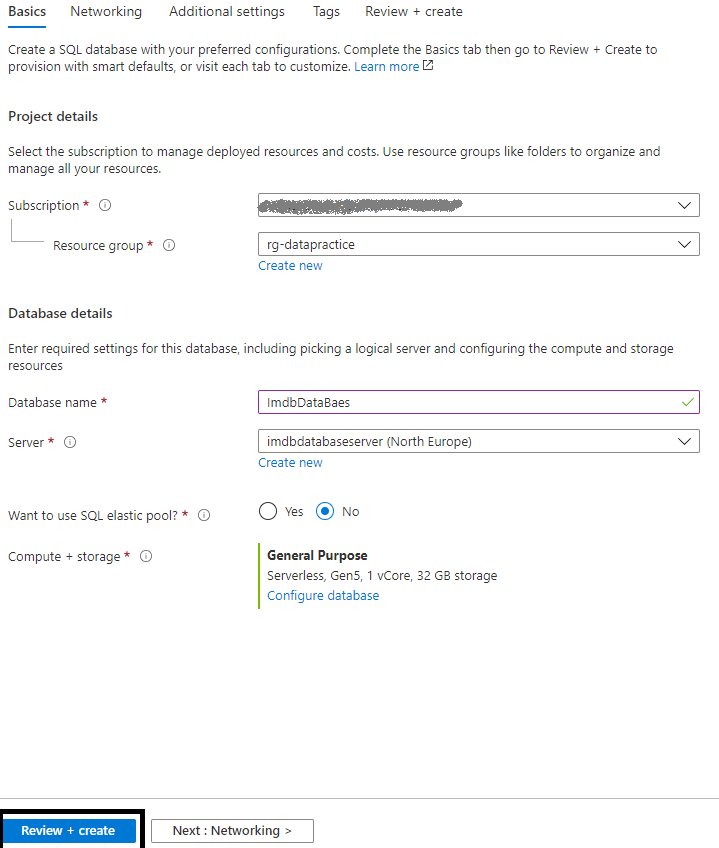 Basics Networking Additional settings Tags Review + create
Create a SQL database with your preferred configurations. Complete the Basics tab then go to Review + Create to
provision with smart defaults, or visit each tab to customize. Learn more
Project details
Select the subscription to manage deployed resources and costs. Use resource groups like folders to organize and
manage all your resources.
Subscription *
Resource group * rg-datapractice
Create new
Database details
Enter required settings for this database, including picking a logical server and configuring the compute and storage
resources
Database name * ImdbDataBaes
Server * imdbdatabaseserver (North Europe)
Create new
Want to use SQL elastic pool? * Yes No
Compute + storage * General Purpose
Serverless, Gen5, 1 vCore, 32 GB storage
Configure database
Review + create Next : Networking >